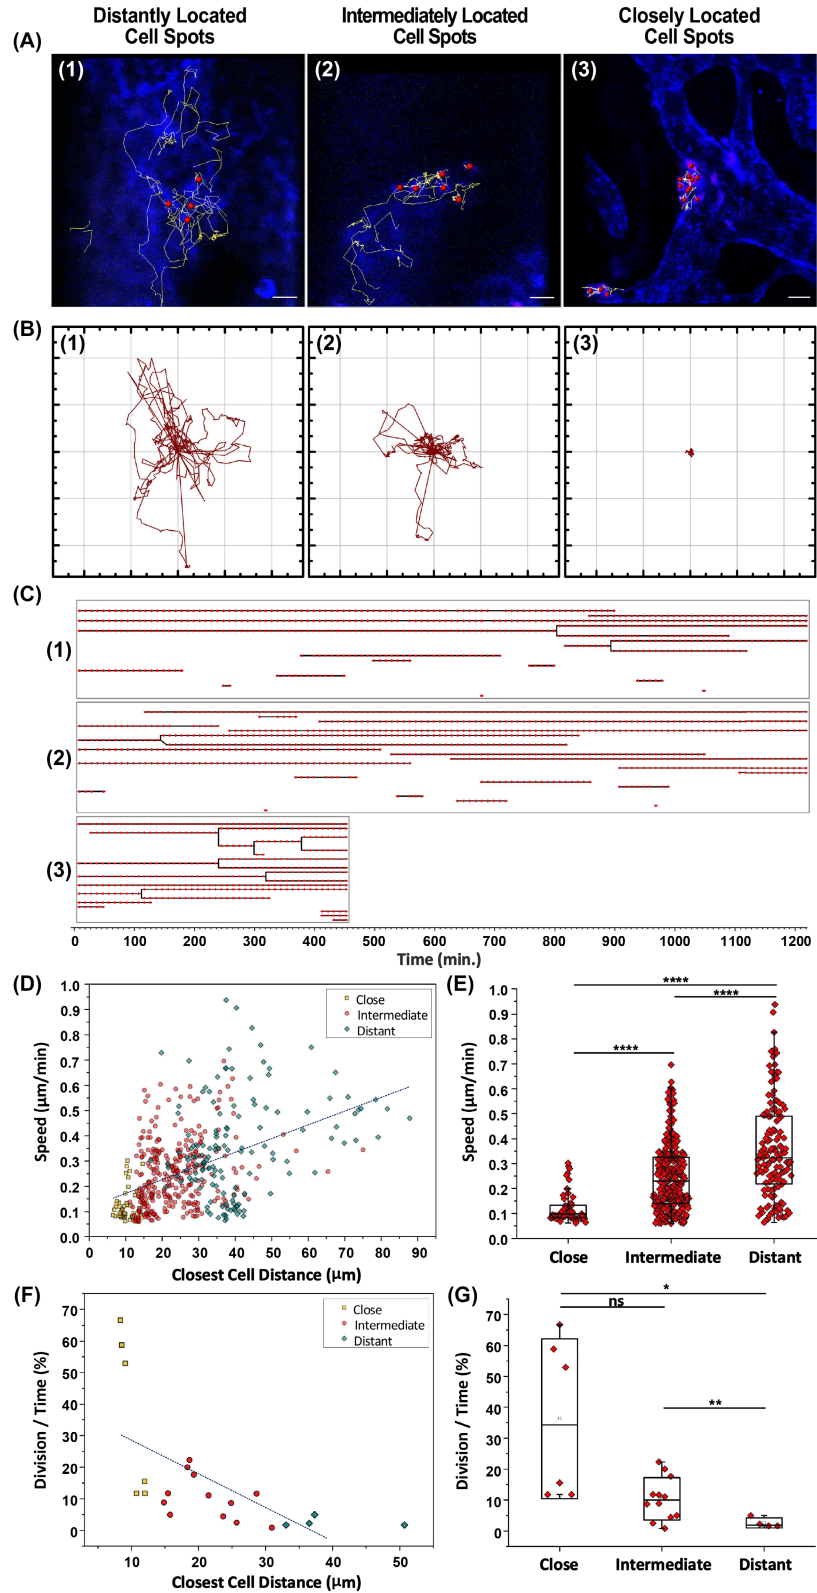 Distantly Located
Cell Spots
Intermediately Located
Cell Spots
Closely Located
Cell Spots
(A)
(1)
(2)
(3)
(B)
(1)
(2)
(3)
(C)
(1)
(2)
(3)
0 100 200 300 400 500 600 700 800 900 1000 1100 1200
Time (min.)
(D)
1.0
0.9
0.8
0.7
0.6
0.5
0.4
0.3
0.2
0.1
0.0
Speed (μm/min)
Close
Intermediate
Distant
0 10 20 30 40 50 60 70 80 90
Closest Cell Distance (μm)
(E)
1.0
0.9
0.8
0.7
0.6
0.5
0.4
0.3
0.2
0.1
0.0
Speed (μm/min)
****
****
****
Close Intermediate Distant
(F)
70
60
50
40
30
20
10
0
Division / Time (%)
Close
Intermediate
Distant
10 20 30 40 50
Closest Cell Distance (μm)
(G)
70
60
50
40
30
20
10
0
Division / Time (%)
*
ns
**
Close Intermediate Distant